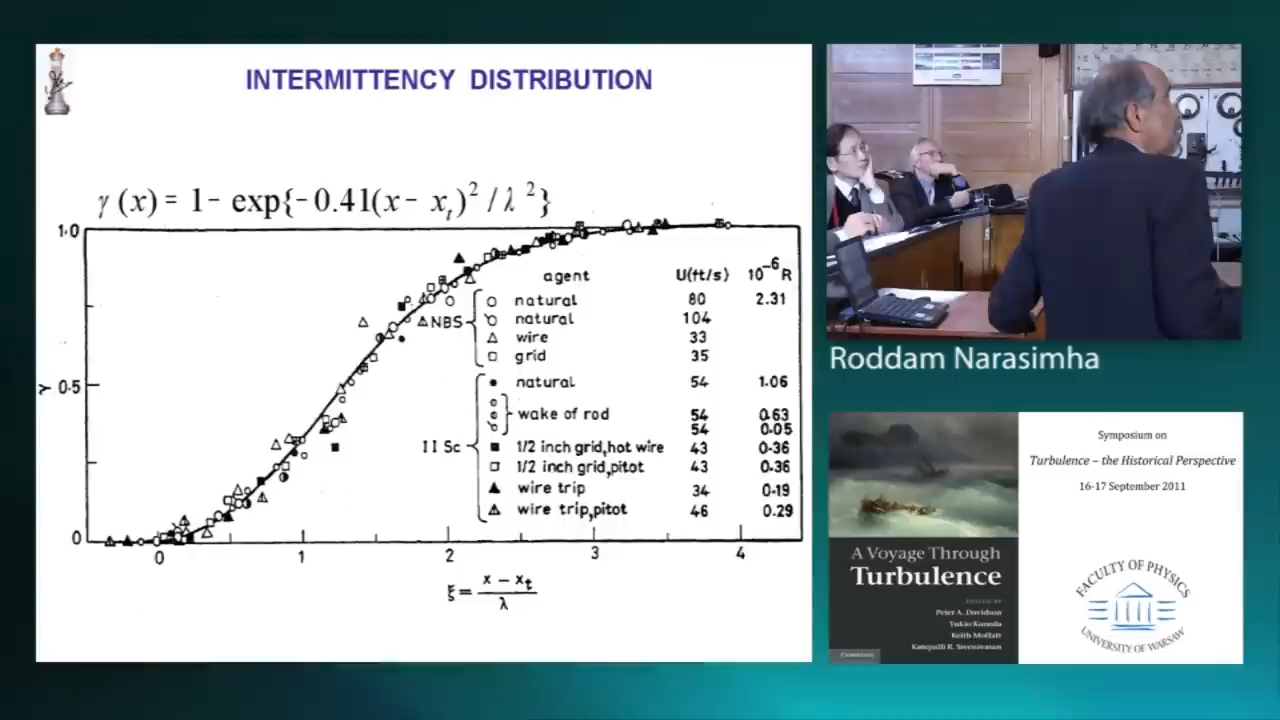 INTERMITTENCY DISTRIBUTION
γ (x) = 1- exp{-0.41(x- xₜ)² / λ²}
1·0
0·5
0
γ
0 1 2 3 4
ξ = x - xₜ / λ
agent U(ft/s) 10⁻⁶ R
NBS
natural 80 2.31
natural 104
wire 33
grid 35
II Sc
natural 54 1.06
wake of rod 54 0.63
54 0.05
1/2 inch grid, hot wire 43 0.36
1/2 inch grid, pitot 43 0.36
wire trip 34 0.19
wire trip, pitot 46 0.29
Roddam Narasimha
A Voyage Through
Turbulence
EDITED BY
Peter A. Davidson
Yukio Kaneda
Keith Moffatt
Katepalli R. Sreenivasan
CAMBRIDGE
Symposium on
Turbulence – the Historical Perspective
16-17 September 2011
FACULTY OF PHYSICS
UNIVERSITY OF WARSAW